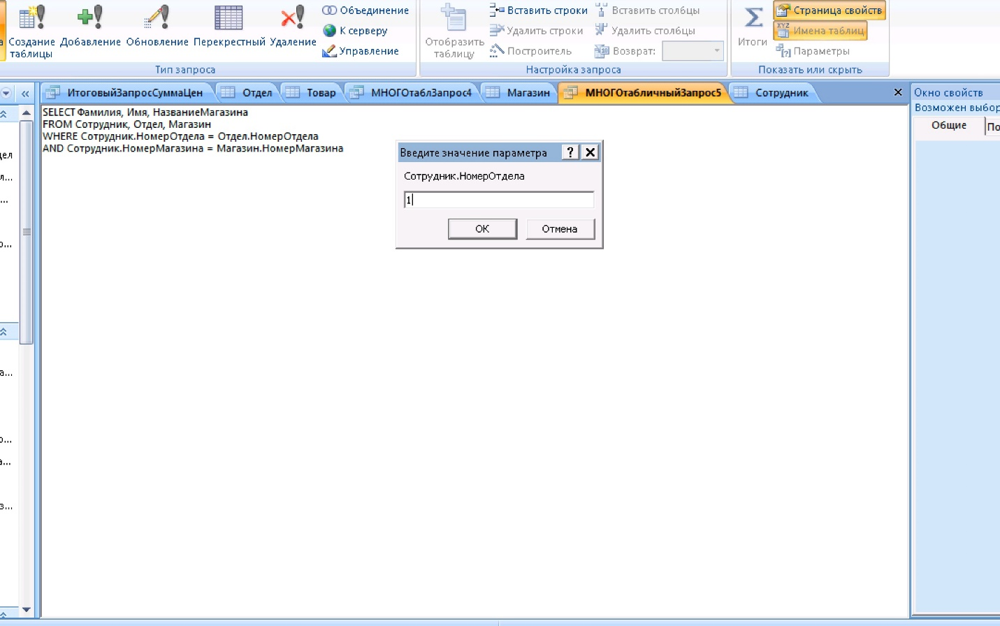 Объединение
Вставить строки
Вставить столбцы
Страница свойств
К серверу
Удалить строки
Удалить столбцы
Имена таблиц
Создание таблицы
Добавление
Обновление
Перекрестный
Удаление
Управление
Отобразить таблицу
Построитель
Возврат:
Итоги
Параметры
Тип запроса
Настройка запроса
Показать или скрыть
ИтоговыйЗапросСуммаЦен
Отдел
Товар
МНОГОтаблЗапрос4
Магазин
МНОГОтабличныйЗапрос5
Сотрудник
Окно свойств
Возможен выбор
Общие
По
SELECT Фамилия, Имя, НазваниеМагазина
FROM Сотрудник, Отдел, Магазин
WHERE Сотрудник.НомерОтдела = Отдел.НомерОтдела
AND Сотрудник.НомерМагазина = Магазин.НомерМагазина
Введите значение параметра
Сотрудник.НомерОтдела
1
ОК
Отмена